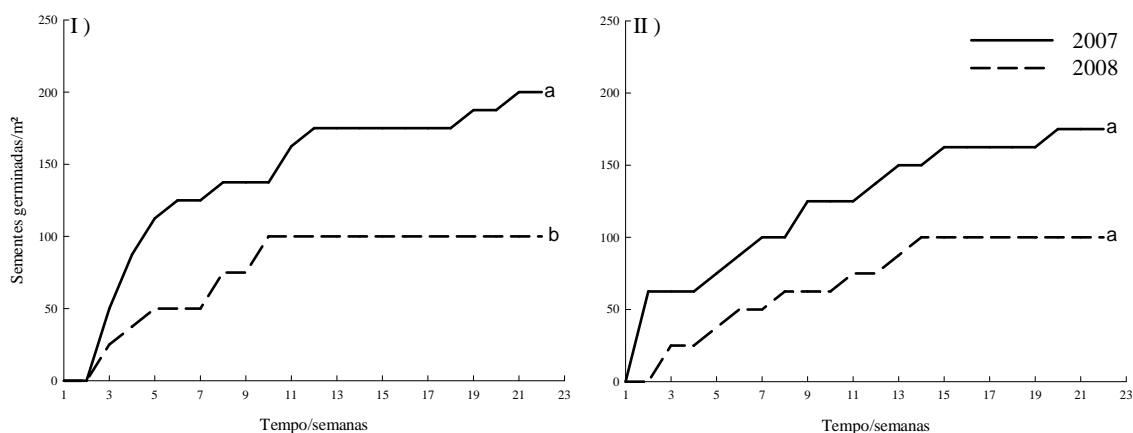 I )
II )
2007
2008
250
200
150
100
50
0
Sementes germinadas/m²
a
b
1 3 5 7 9 11 13 15 17 19 21 23
Tempo/semanas
250
200
150
100
50
0
a
a
1 3 5 7 9 11 13 15 17 19 21 23
Tempo/semanas